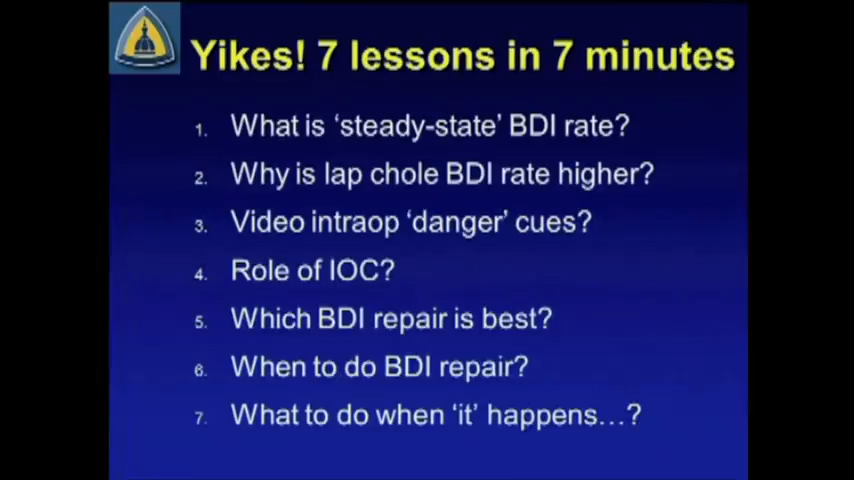 Yikes! 7 lessons in 7 minutes
1. What is ‘steady-state’ BDI rate?
2. Why is lap chole BDI rate higher?
3. Video intraop ‘danger’ cues?
4. Role of IOC?
5. Which BDI repair is best?
6. When to do BDI repair?
7. What to do when ‘it’ happens…?